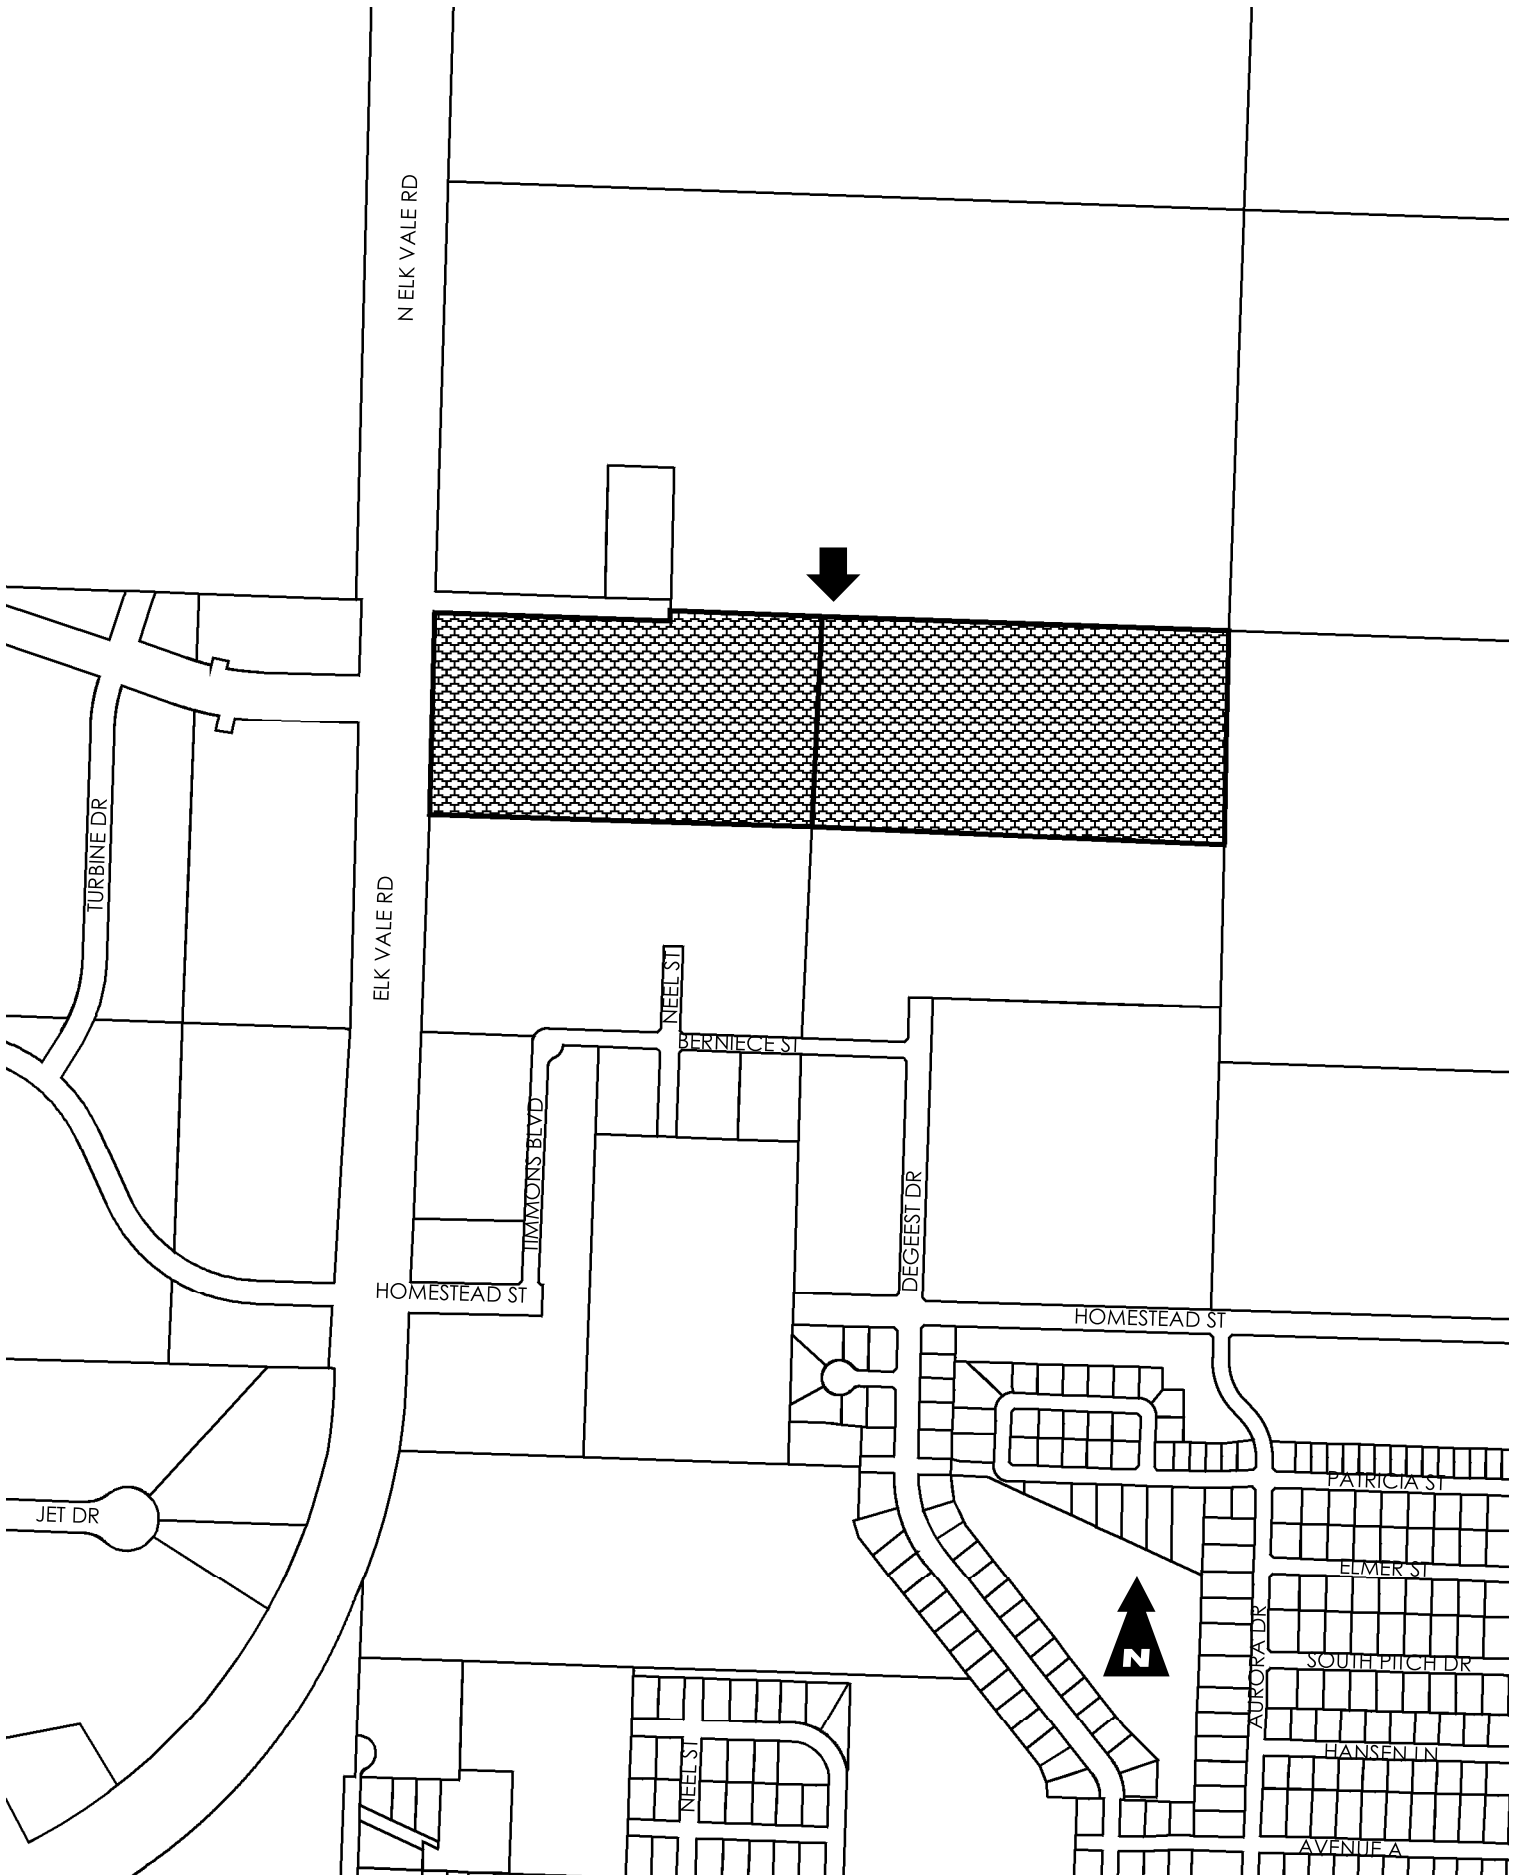 N ELK VALE RD
TURBINE DR
ELK VALE RD
NEEL ST
BERNIECE ST
TIMMONS BLVD
DEGEEST DR
HOMESTEAD ST
HOMESTEAD ST
PATRICIA ST
JET DR
ELMER ST
AURORA DR
N
SOUTH PITCH DR
NEEL ST
HANSEN LN
AVENUE A